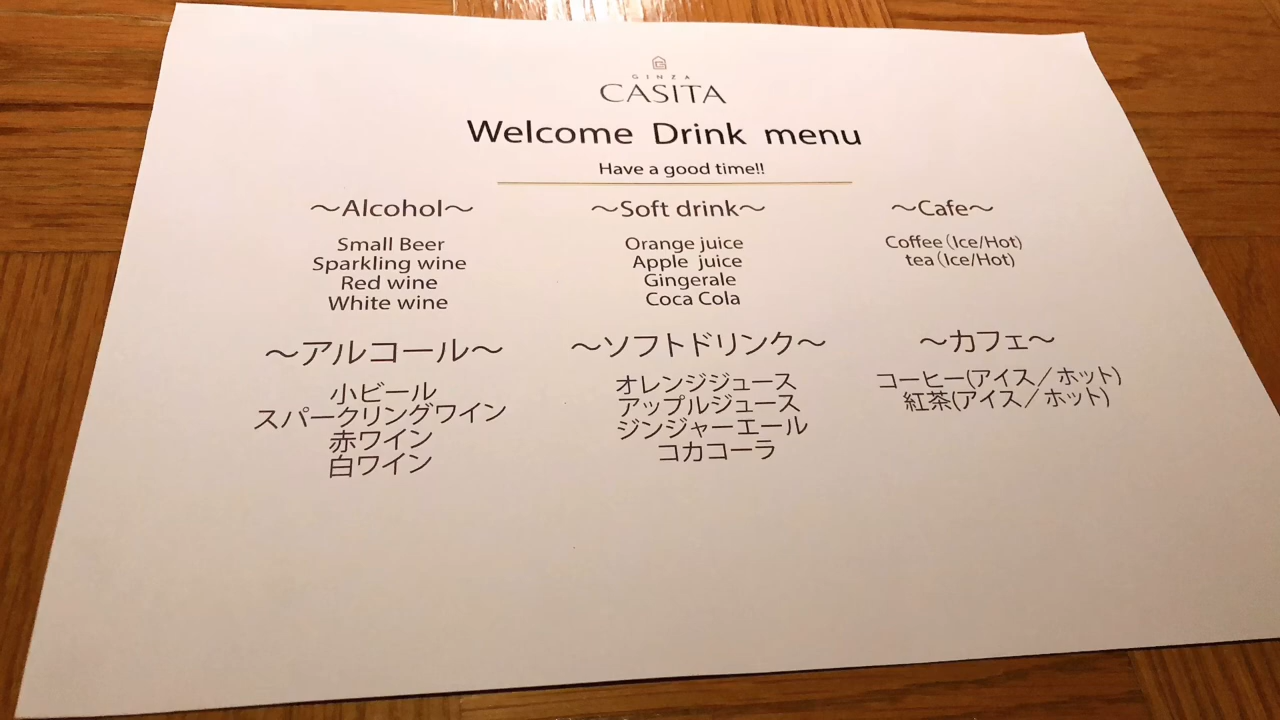 GINZA
CASITA
Welcome Drink menu
Have a good time!!
～Alcohol～
Small Beer
Sparkling wine
Red wine
White wine
～Soft drink～
Orange juice
Apple juice
Gingerale
Coca Cola
～Cafe～
Coffee（Ice/Hot)
tea（Ice/Hot)
～アルコール～
小ビール
スパークリングワイン
赤ワイン
白ワイン
～ソフトドリンク～
オレンジジュース
アップルジュース
ジンジャーエール
コカコーラ
～カフェ～
コーヒー(アイス／ホット)
紅茶(アイス／ホット)